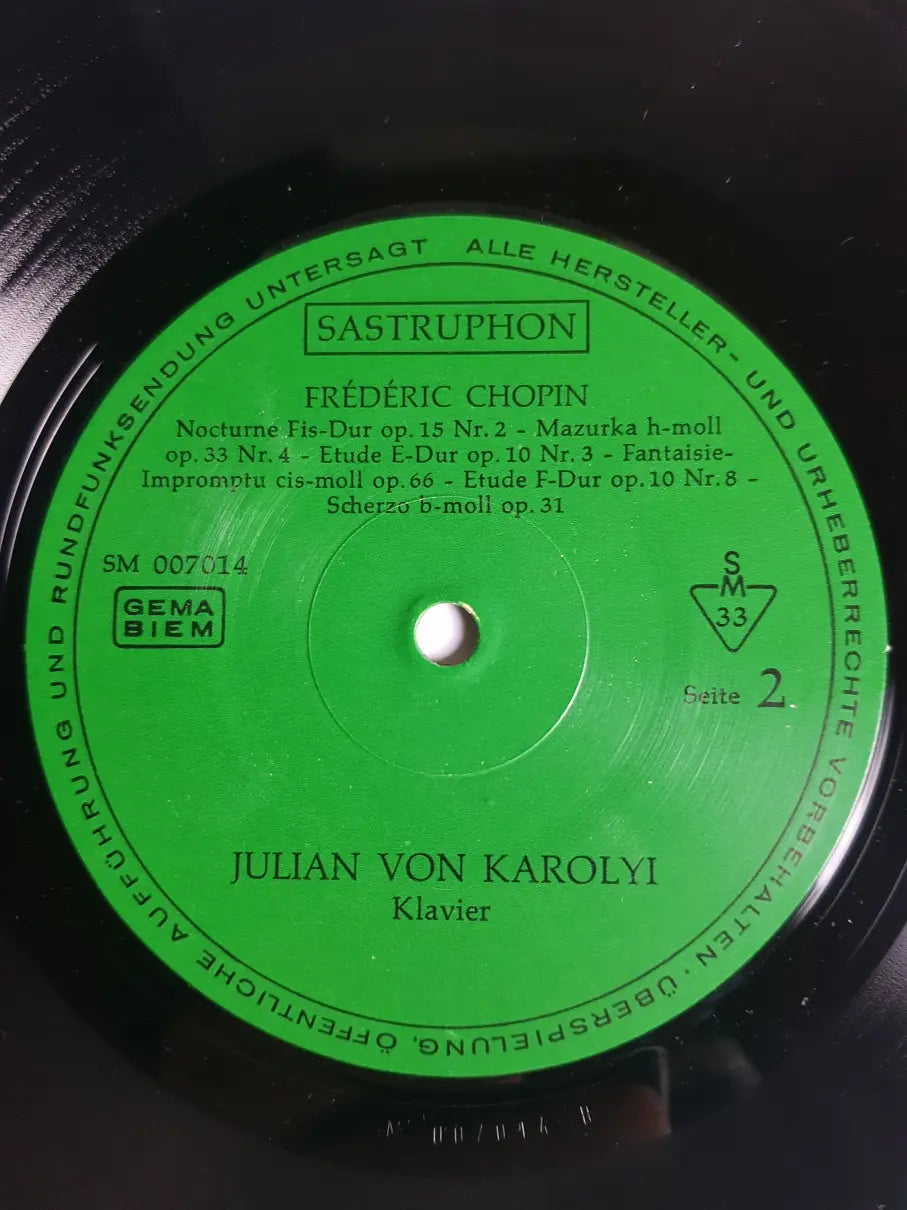 ALLE HERSTELLER- UND URHEBERRECHTE VORBEHALTEN · ÜBERSPIELUNG, ÖFFENTLICHE AUFFÜHRUNG UND RUNDFUNKSENDUNG UNTERSAGT
SASTRUPHON
FRÉDÉRIC CHOPIN
Nocturne Fis-Dur op. 15 Nr. 2 - Mazurka h-moll
op. 33 Nr. 4 - Etude E-Dur op. 10 Nr. 3 - Fantaisie-
Impromptu cis-moll op. 66 - Etude F-Dur op. 10 Nr. 8 -
Scherzo b-moll op. 31
SM 007014
GEMA
BIEM
S
M
33
Seite 2
JULIAN VON KAROLYI
Klavier
007014